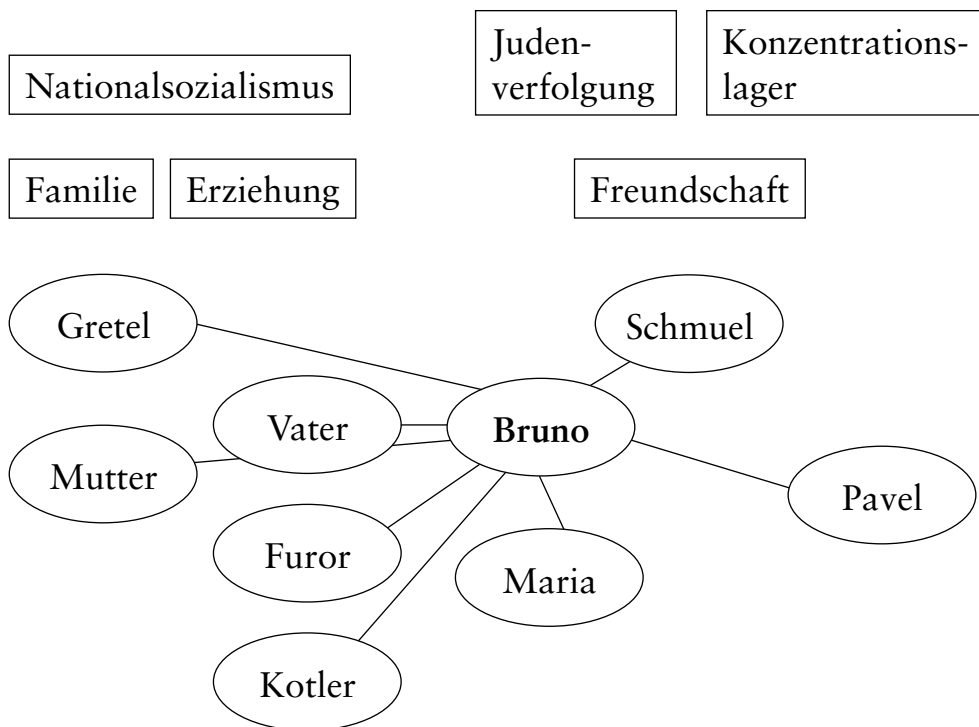 Nationalsozialismus
Juden-
verfolgung
Konzentrations-
lager
Familie
Erziehung
Freundschaft
Gretel
Schmuel
Vater
Bruno
Mutter
Pavel
Furor
Maria
Kotler